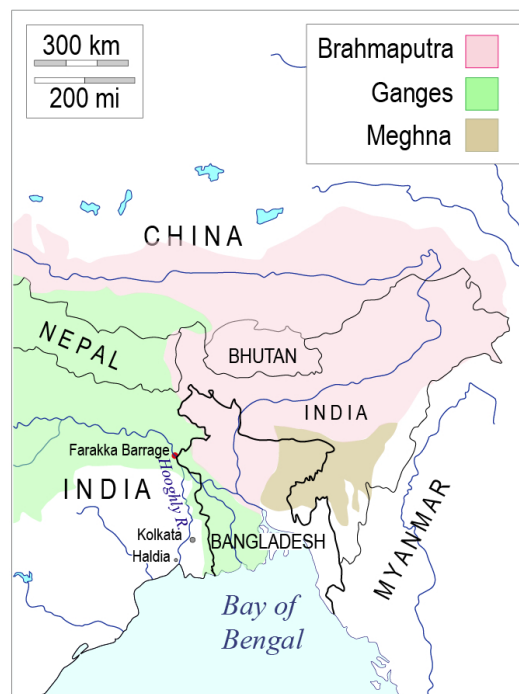 300 km
200 mi
Brahmaputra
Ganges
Meghna
CHINA
NEPAL
BHUTAN
INDIA
Farakka Barrage
Hooghly R.
INDIA
Kolkata
Haldia
BANGLADESH
MYANMAR
Bay of
Bengal